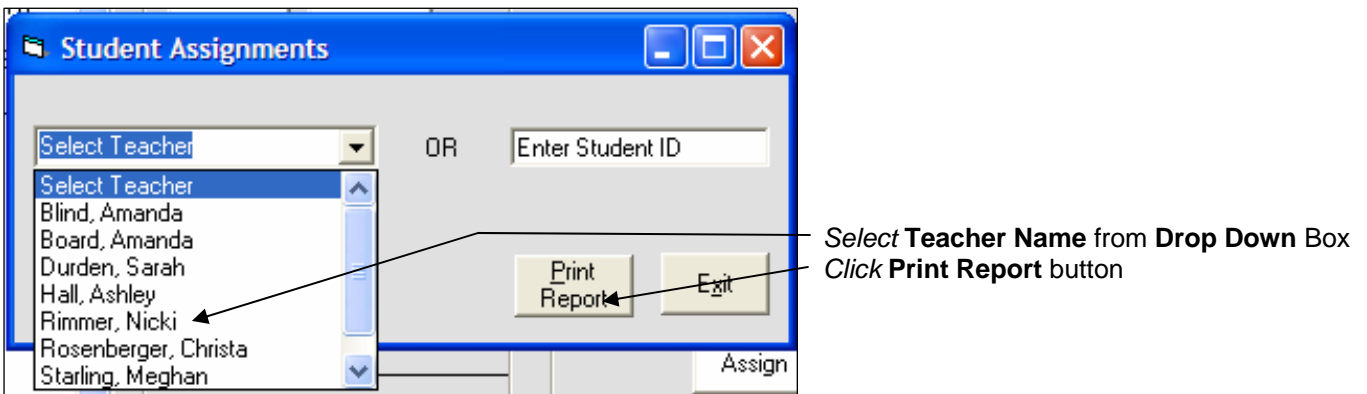 Student Assignments
Select Teacher OR Enter Student ID
Select Teacher
Blind, Amanda
Board, Amanda
Durden, Sarah
Hall, Ashley
Rimmer, Nicki
Rosenberger, Christa
Starling, Meghan
Print
Report
Exit
Assign
Select Teacher Name from Drop Down Box
Click Print Report button